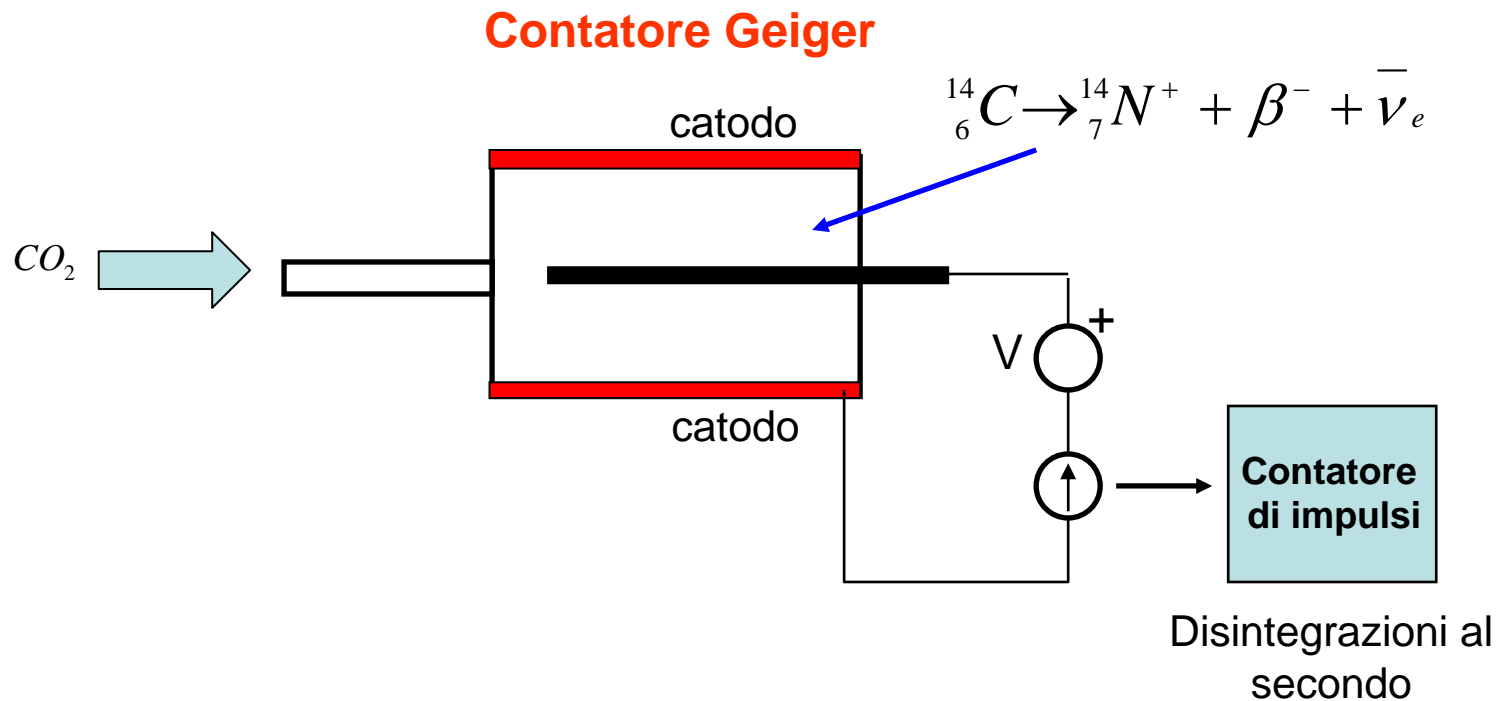 Contatore Geiger
¹⁴₆C→¹⁴₇N⁺ + β⁻ + ν̅ₑ
catodo
CO₂
+
V
catodo
Contatore
di impulsi
Disintegrazioni al
secondo